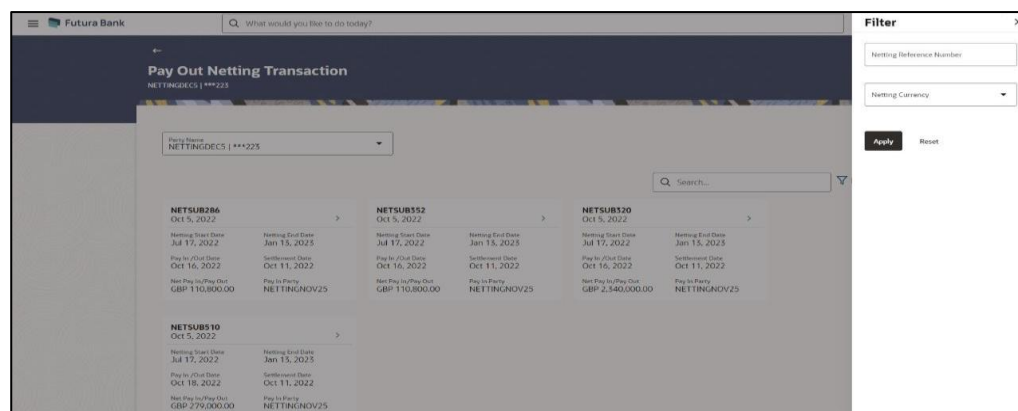 Futura Bank
What would you like to do today?
Pay Out Netting Transaction
NETTINGDEC5 | ***223
Party Name
NETTINGDEC5 | ***223
Search...
NETSUB286
Oct 5, 2022
Netting Start Date Netting End Date
Jul 17, 2022 Jan 13, 2023
Pay In /Out Date Settlement Date
Oct 16, 2022 Oct 11, 2022
Net Pay In/Pay Out Pay In Party
GBP 110,800.00 NETTINGNOV25
NETSUB352
Oct 5, 2022
Netting Start Date Netting End Date
Jul 17, 2022 Jan 13, 2023
Pay In /Out Date Settlement Date
Oct 16, 2022 Oct 11, 2022
Net Pay In/Pay Out Pay In Party
GBP 110,800.00 NETTINGNOV25
NETSUB320
Oct 5, 2022
Netting Start Date Netting End Date
Jul 17, 2022 Jan 13, 2023
Pay In /Out Date Settlement Date
Oct 16, 2022 Oct 11, 2022
Net Pay In/Pay Out Pay In Party
GBP 2,340,000.00 NETTINGNOV25
NETSUB510
Oct 5, 2022
Netting Start Date Netting End Date
Jul 17, 2022 Jan 13, 2023
Pay In /Out Date Settlement Date
Oct 18, 2022 Oct 11, 2022
Net Pay In/Pay Out Pay In Party
GBP 279,000.00 NETTINGNOV25
Filter
Netting Reference Number
Netting Currency
Apply Reset